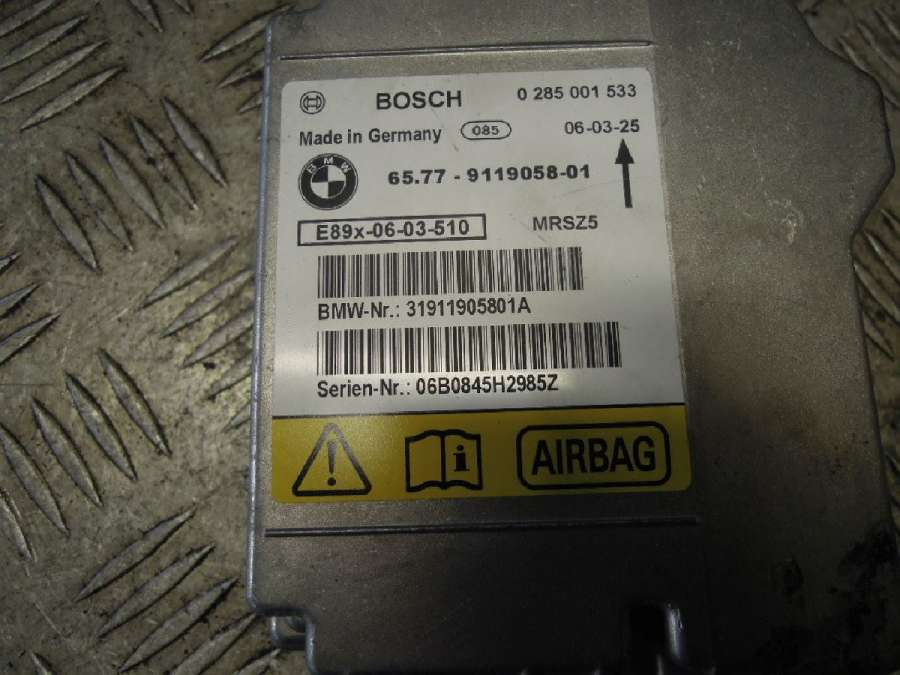 BOSCH 0 285 001 533
Made in Germany 085 06-03-25
BMW 65.77 - 9119058-01
E89x-06-03-510 MRSZ5
BMW-Nr.: 31911905801A
Serien-Nr.: 06B0845H2985Z
AIRBAG